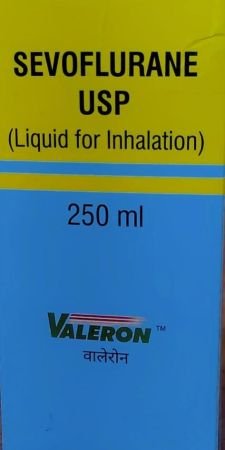 SEVOFLURANE
USP
(Liquid for Inhalation)
250 ml
VALERON™
वालेरोन